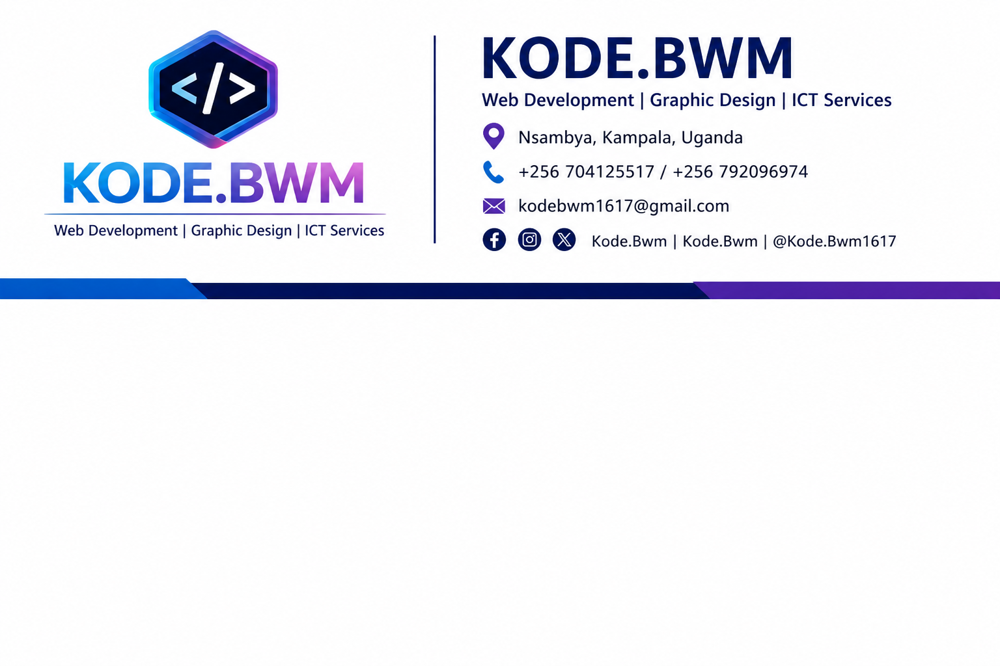 </>
KODE.BWM
Web Development | Graphic Design | ICT Services
KODE.BWM
Web Development | Graphic Design | ICT Services
Nsambya, Kampala, Uganda
+256 704125517 / +256 792096974
kodebwm1617@gmail.com
Kode.Bwm | Kode.Bwm | @Kode.Bwm1617